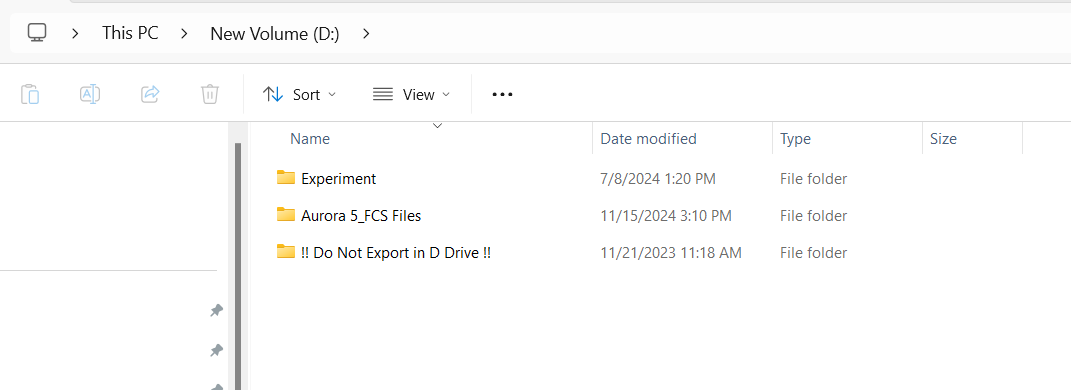 This PC > New Volume (D:) >
Sort View ...
Name Date modified Type Size
Experiment 7/8/2024 1:20 PM File folder
Aurora 5_FCS Files 11/15/2024 3:10 PM File folder
!! Do Not Export in D Drive !! 11/21/2023 11:18 AM File folder